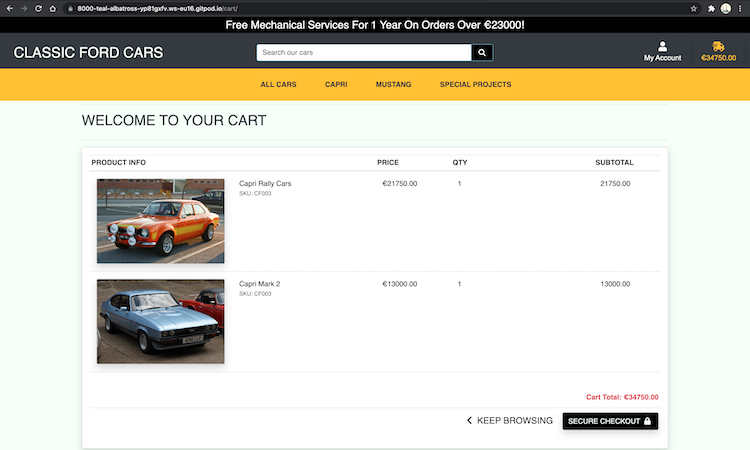 8000-teal-albatross-yp81gxfv.ws-eu16.gitpod.io/cart/
Free Mechanical Services For 1 Year On Orders Over €23000!
CLASSIC FORD CARS
Search our cars
My Account
€34750.00
ALL CARS CAPRI MUSTANG SPECIAL PROJECTS
WELCOME TO YOUR CART
PRODUCT INFO PRICE QTY SUBTOTAL
Capri Rally Cars €21750.00 1 21750.00
SKU: CF003
Capri Mark 2 €13000.00 1 13000.00
SKU: CF003
Cart Total: €34750.00
KEEP BROWSING SECURE CHECKOUT